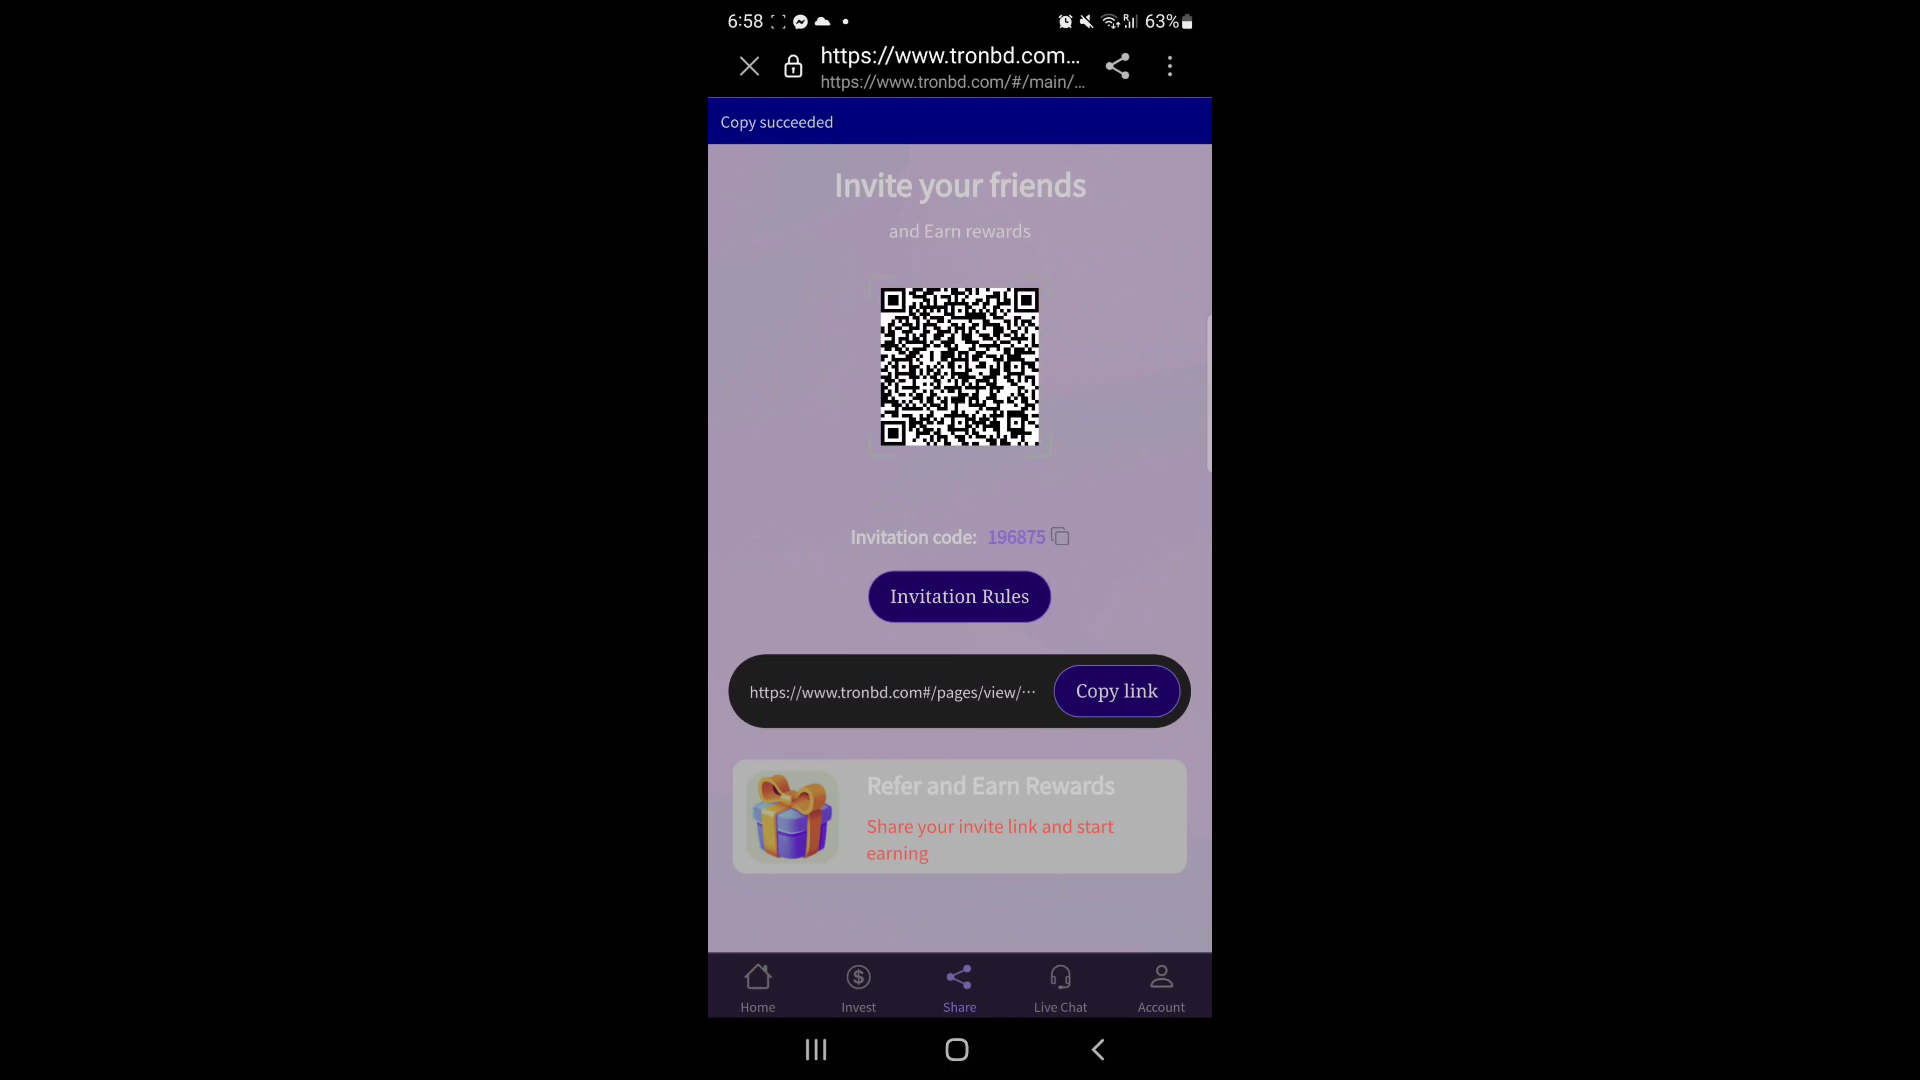 6:58
63%
https://www.tronbd.com...
https://www.tronbd.com/#/main/...
Copy succeeded
Invite your friends
and Earn rewards
Invitation code: 196875
Invitation Rules
https://www.tronbd.com#/pages/view/···
Copy link
Refer and Earn Rewards
Share your invite link and start
earning
Home
Invest
Share
Live Chat
Account